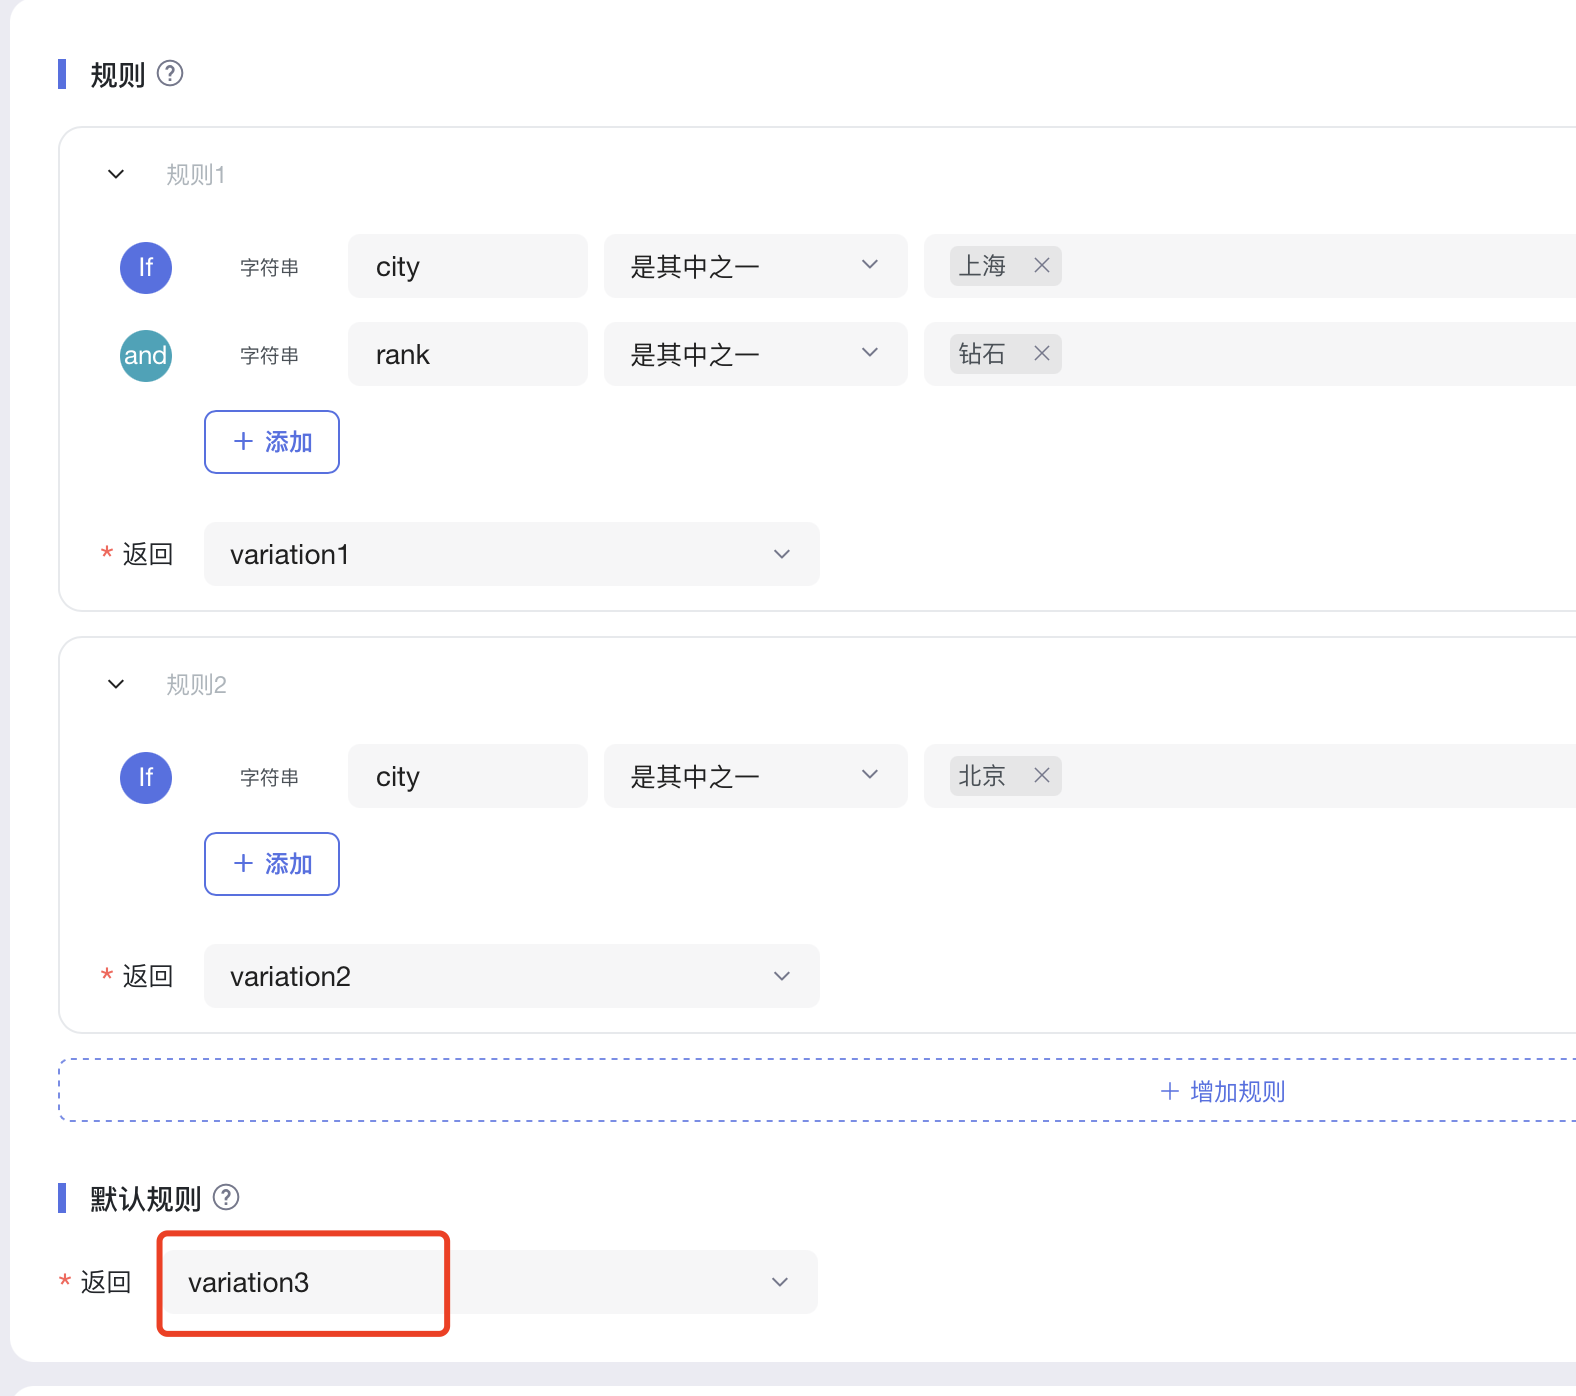 规则 ?
规则1
If 字符串 city 是其中之一 上海 ×
and 字符串 rank 是其中之一 钻石 ×
+ 添加
* 返回 variation1
规则2
If 字符串 city 是其中之一 北京 ×
+ 添加
* 返回 variation2
+ 增加规则
默认规则 ?
* 返回 variation3